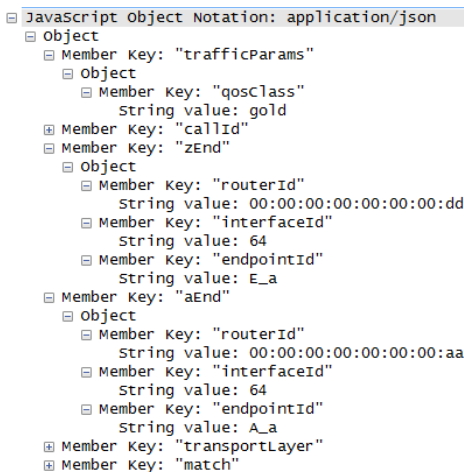 JavaScript Object Notation: application/json
Object
Member Key: "trafficParams"
Object
Member Key: "qosClass"
String value: gold
Member Key: "callId"
Member Key: "zEnd"
Object
Member Key: "routerId"
String value: 00:00:00:00:00:00:00:dd
Member Key: "interfaceId"
String value: 64
Member Key: "endpointId"
String value: E_a
Member Key: "aEnd"
Object
Member Key: "routerId"
String value: 00:00:00:00:00:00:00:aa
Member Key: "interfaceId"
String value: 64
Member Key: "endpointId"
String value: A_a
Member Key: "transportLayer"
Member Key: "match"